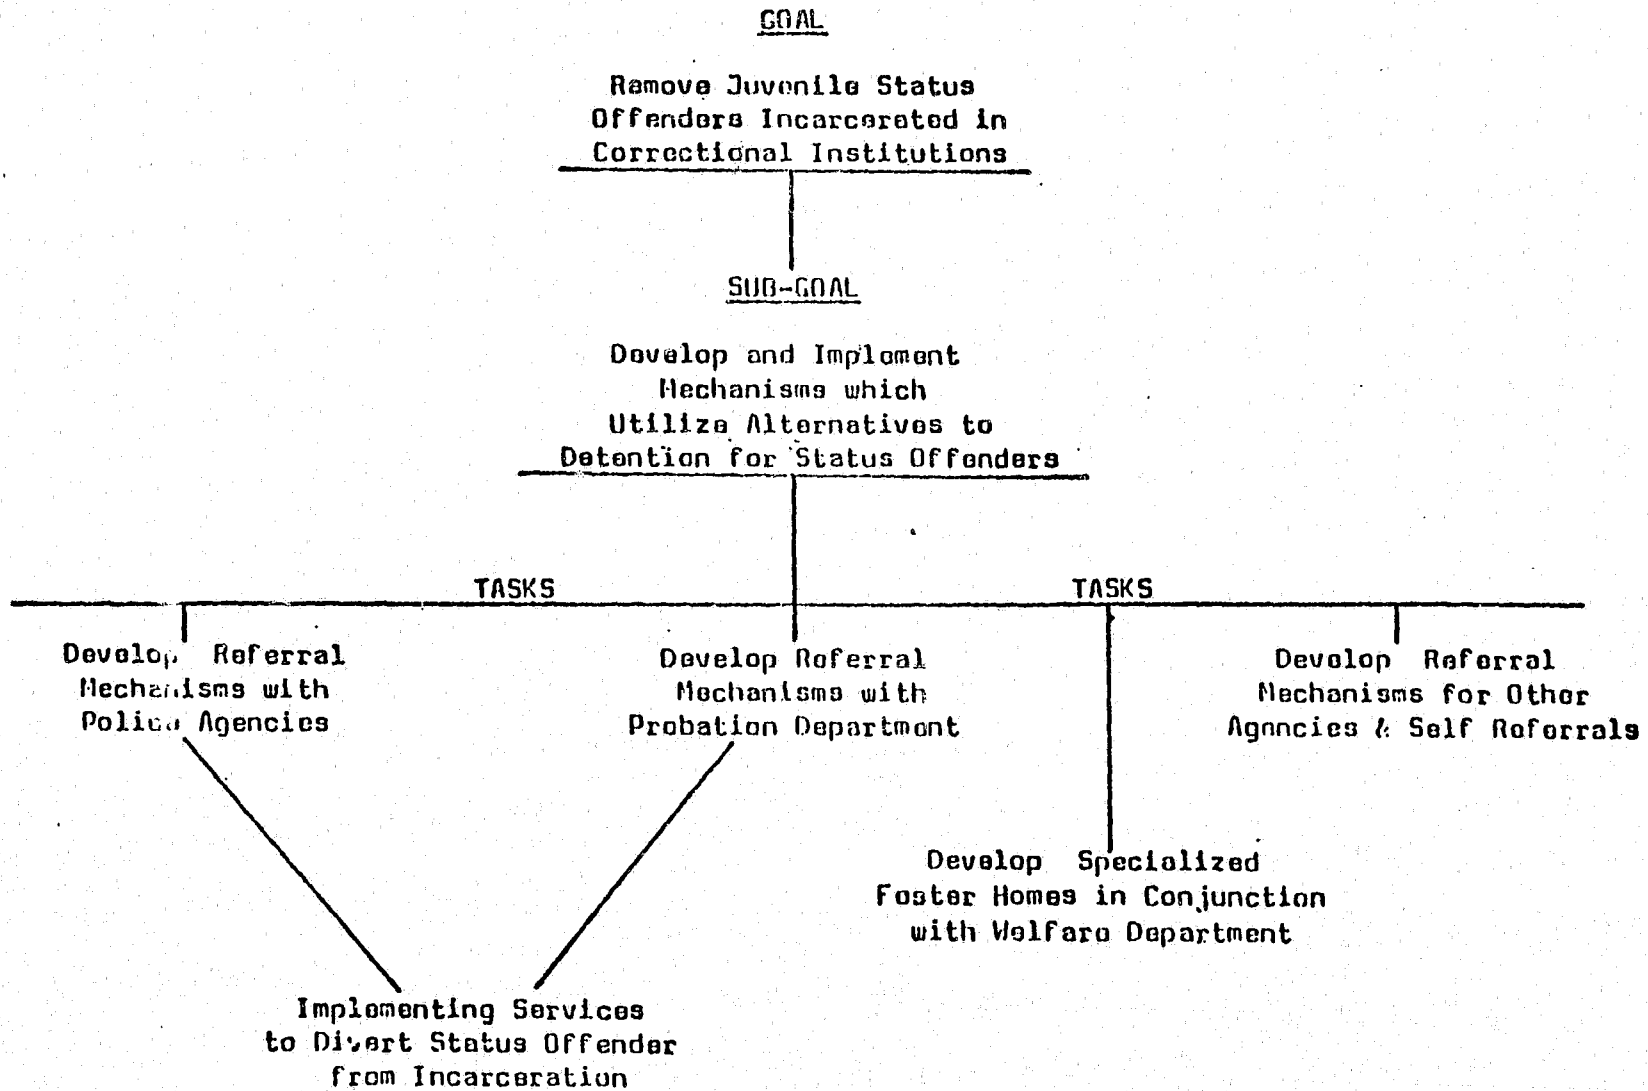 GOAL
Remove Juvenile Status
Offenders Incarcerated in
Correctional Institutions
SUB-GOAL
Develop and Implement
Mechanisms which
Utilize Alternatives to
Detention for Status Offenders
TASKS
TASKS
Develop Referral
Mechanisms with
Police Agencies
Develop Referral
Mechanisms with
Probation Department
Develop Referral
Mechanisms for Other
Agencies & Self Referrals
Develop Specialized
Foster Homes in Conjunction
with Welfare Department
Implementing Services
to Divert Status Offender
from Incarceration